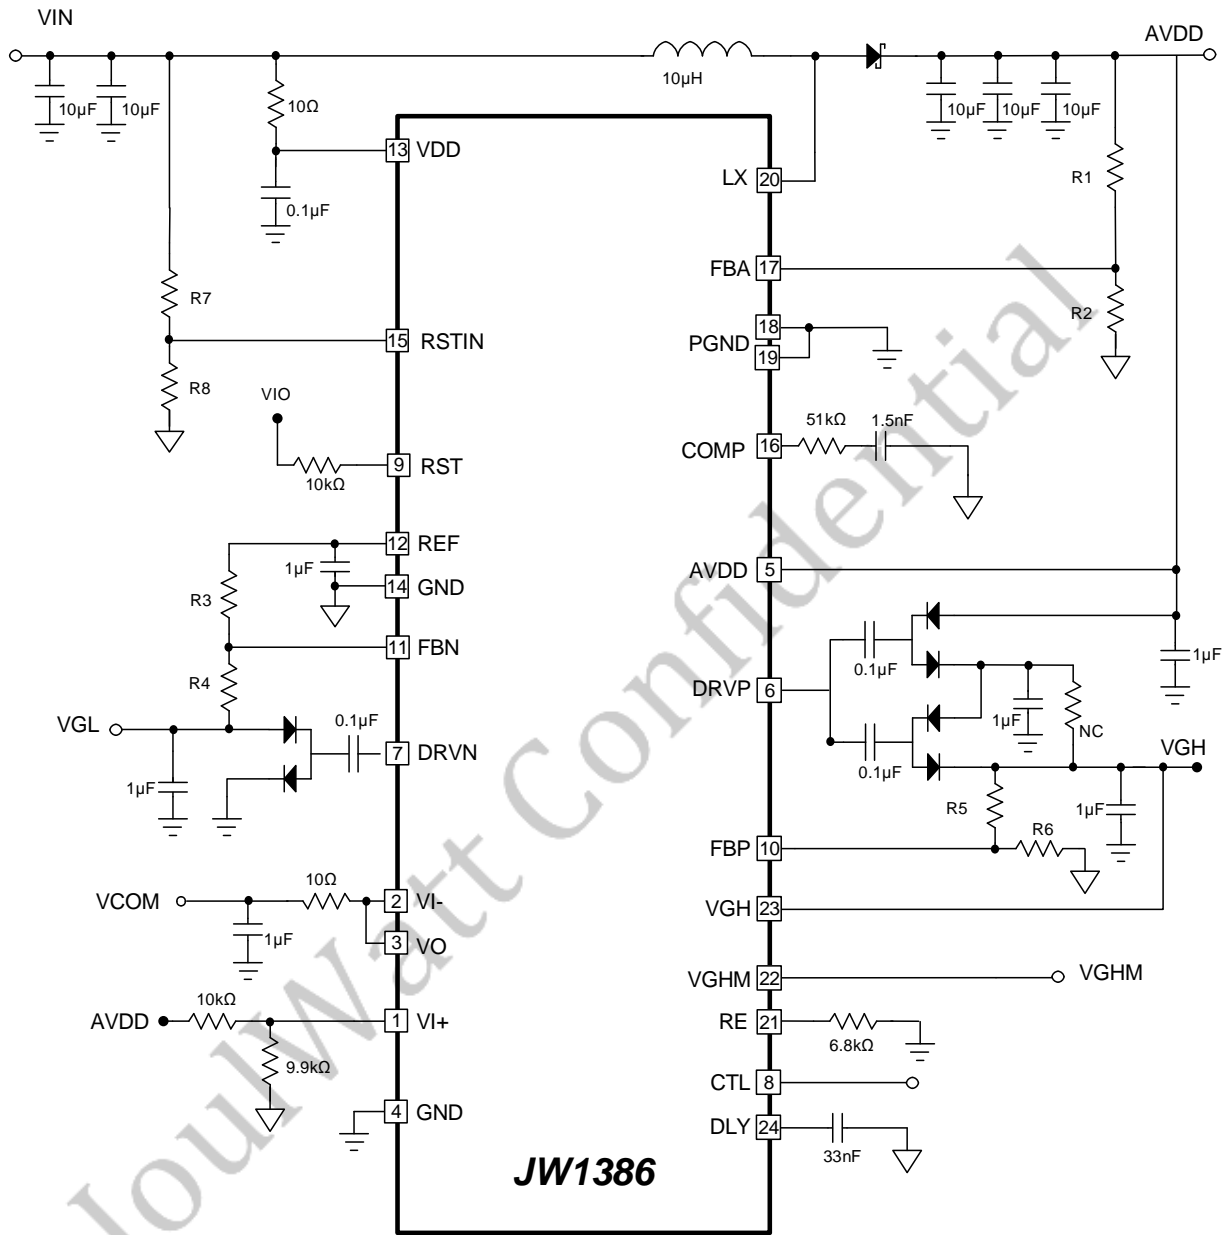 VIN
AVDD
10µH
10µF
10µF
10Ω
10µF
10µF
10µF
13
VDD
LX
20
R1
0.1µF
FBA
17
R7
R2
18
PGND
19
15
RSTIN
R8
VIO
51kΩ
1.5nF
COMP
16
9
RST
10kΩ
12
REF
1µF
AVDD
5
14
GND
R3
11
FBN
0.1µF
1µF
R4
DRVP
6
0.1µF
1µF
NC
VGL
7
DRVN
0.1µF
VGH
1µF
R5
1µF
FBP
10
R6
10Ω
VCOM
2
VI-
VGH
23
3
VO
1µF
VGHM
22
VGHM
10kΩ
AVDD
1
VI+
RE
21
6.8kΩ
9.9kΩ
CTL
8
4
GND
DLY
24
33nF
JW1386
JoulWatt Confidential